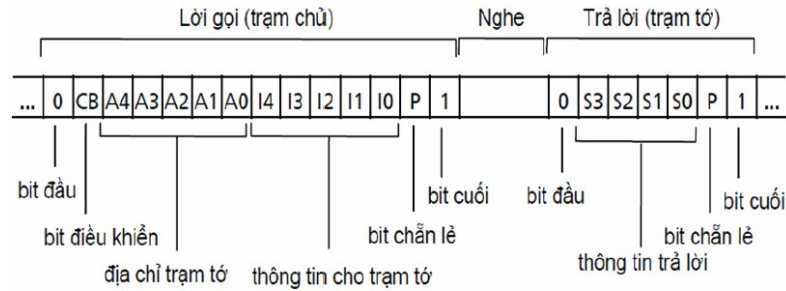 Lời gọi (trạm chủ) Nghe Trả lời (trạm tớ)
... 0 CB A4 A3 A2 A1 A0 I4 I3 I2 I1 I0 P 1 0 S3 S2 S1 S0 P 1 ...
bit đầu bit cuối bit đầu bit cuối
bit điều khiển bit chẵn lẻ bit chẵn lẻ
địa chỉ trạm tớ thông tin cho trạm tớ thông tin trả lời